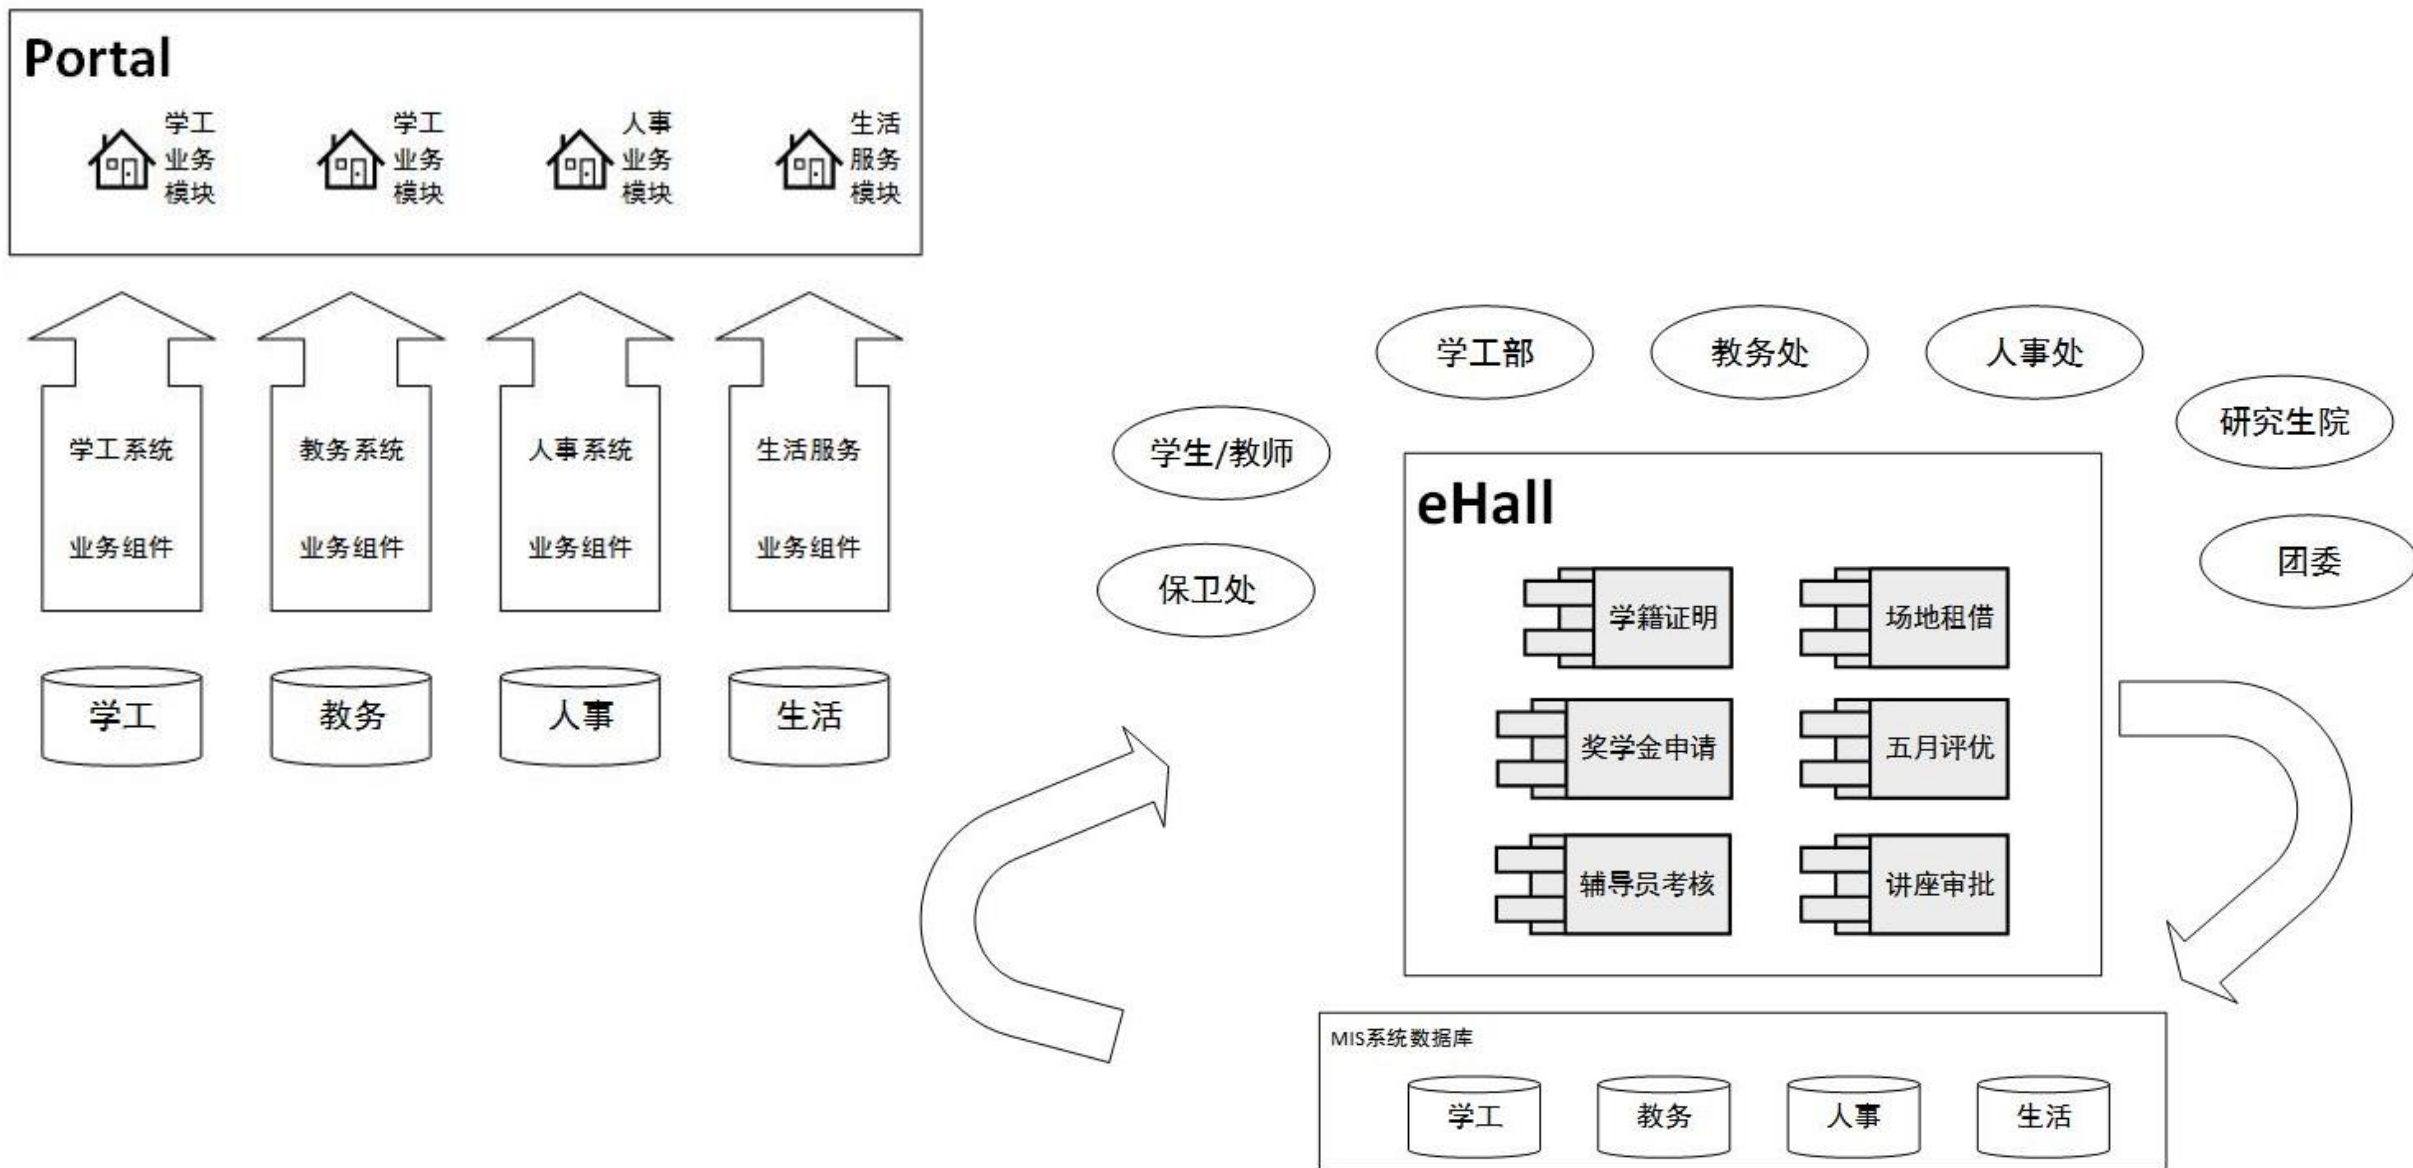 Portal
学工
业务
模块
学工
业务
模块
人事
业务
模块
生活
服务
模块
学工系统
业务组件
教务系统
业务组件
人事系统
业务组件
生活服务
业务组件
学工
教务
人事
生活
学工部
教务处
人事处
研究生院
学生/教师
团委
保卫处
eHall
学籍证明
场地租借
奖学金申请
五月评优
辅导员考核
讲座审批
MIS系统数据库
学工
教务
人事
生活